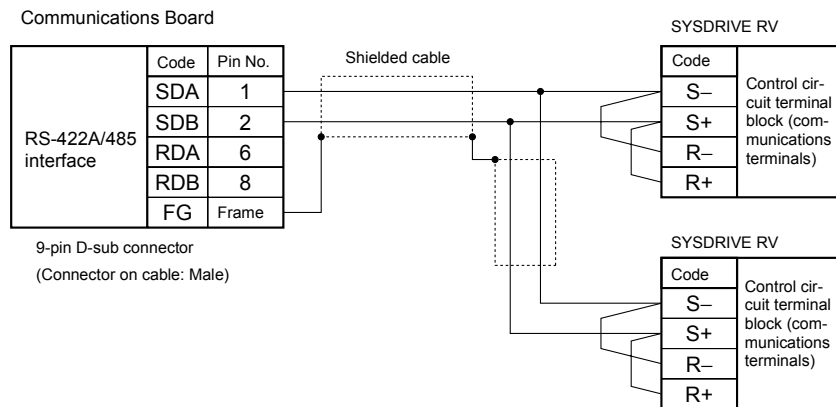 Communications Board
Shielded cable
RS-422A/485
interface
Code Pin No.
SDA 1
SDB 2
RDA 6
RDB 8
FG Frame
9-pin D-sub connector
(Connector on cable: Male)
SYSDRIVE RV
Code
S−
S+
R−
R+
Control cir-
cuit terminal
block (com-
munications
terminals)
SYSDRIVE RV
Code
S−
S+
R−
R+
Control cir-
cuit terminal
block (com-
munications
terminals)